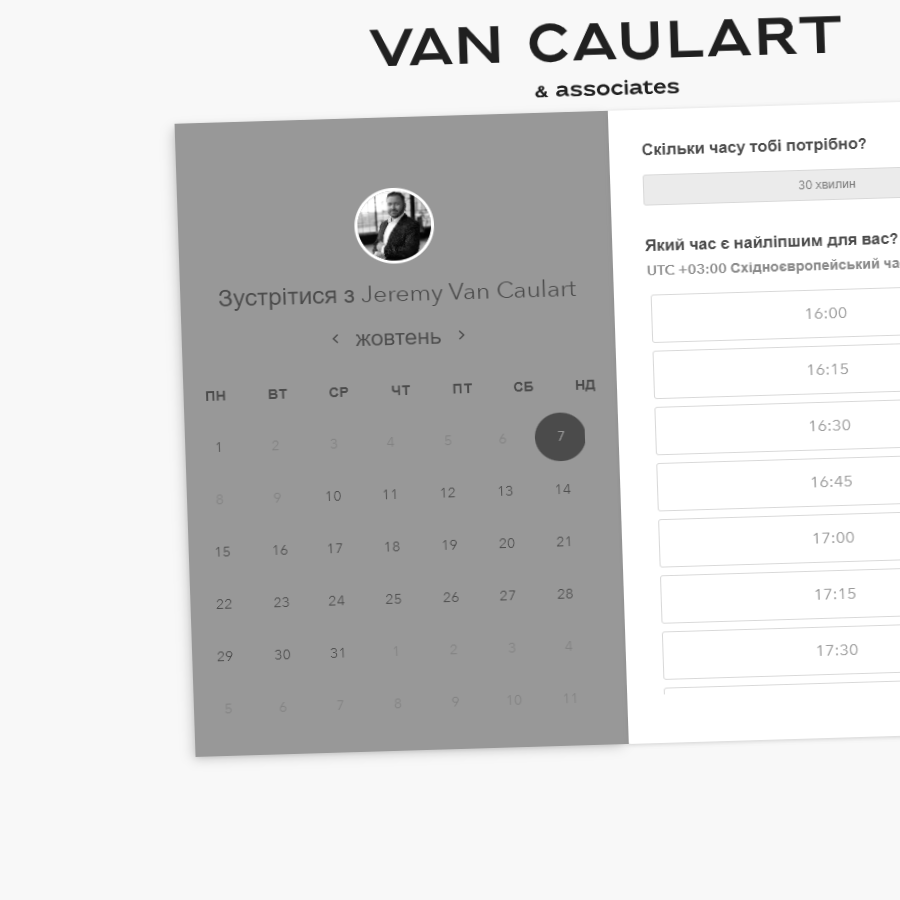 VAN CAULART
& associates
Зустрітися з Jeremy Van Caulart
‹ жовтень ›
ПН ВТ СР ЧТ ПТ СБ НД
1 2 3 4 5 6 7
8 9 10 11 12 13 14
15 16 17 18 19 20 21
22 23 24 25 26 27 28
29 30 31 1 2 3 4
5 6 7 8 9 10 11
Скільки часу тобі потрібно?
30 хвилин
Який час є найліпшим для вас?
UTC +03:00 Східноєвропейський
16:00
16:15
16:30
16:45
17:00
17:15
17:30